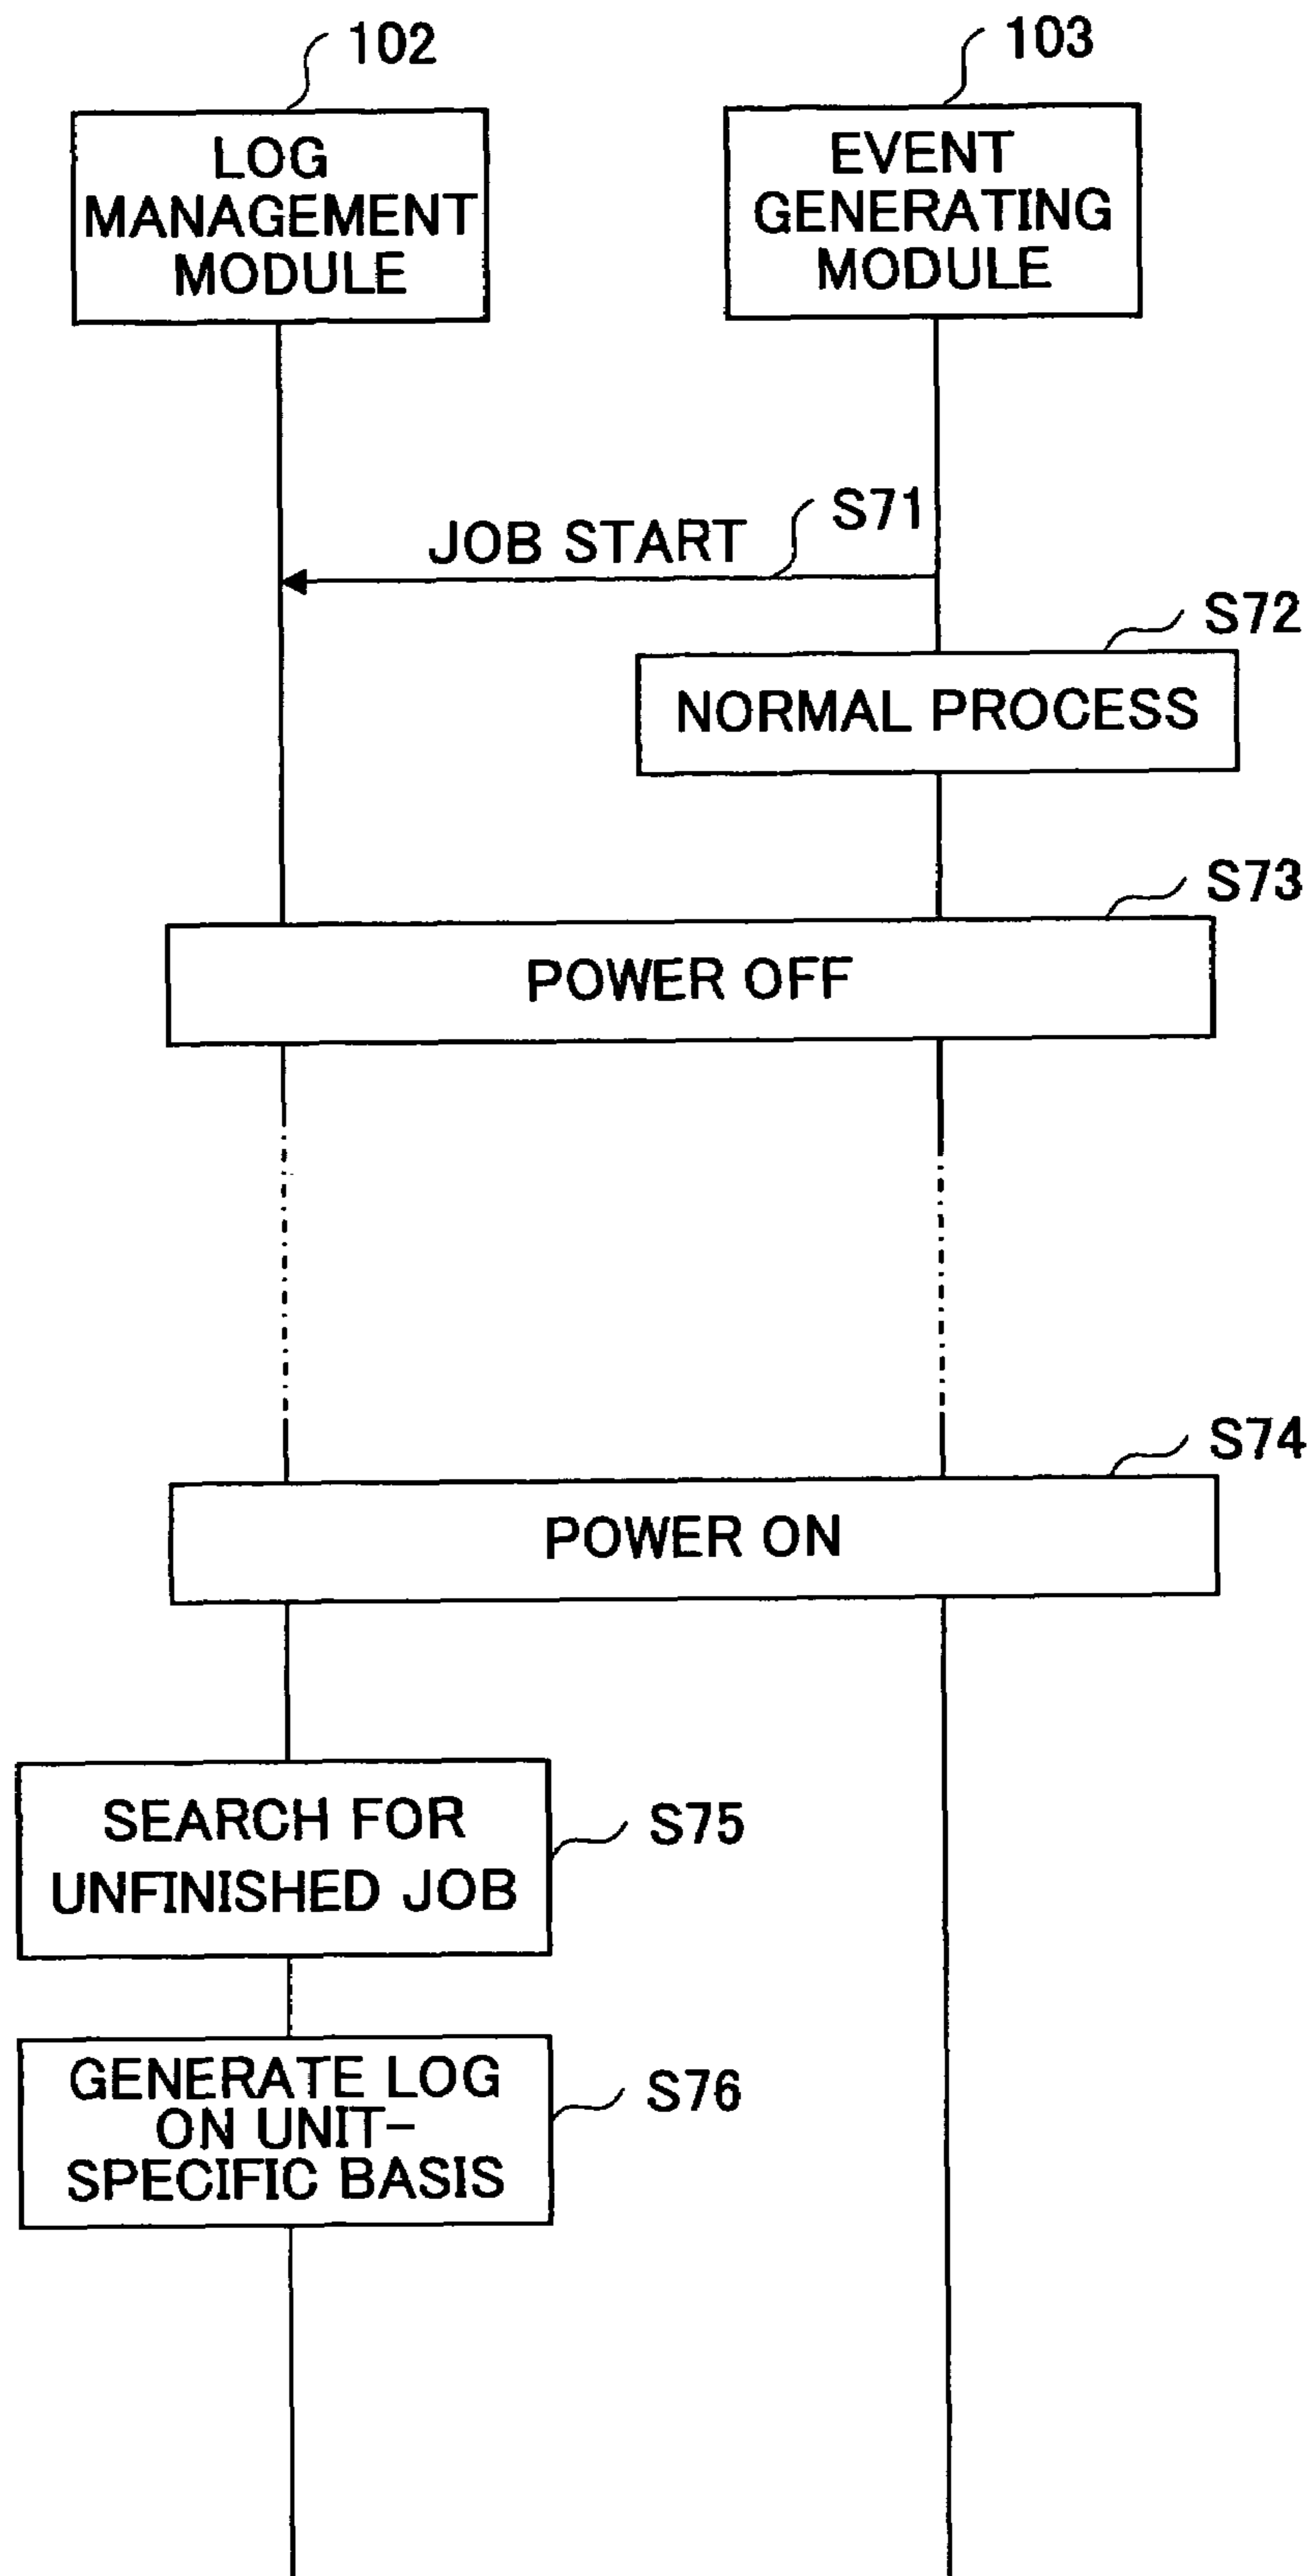 102
103
LOG
MANAGEMENT
MODULE
EVENT
GENERATING
MODULE
JOB START
S71
S72
NORMAL PROCESS
S73
POWER OFF
S74
POWER ON
SEARCH FOR
UNFINISHED JOB
S75
GENERATE LOG
ON UNIT-
SPECIFIC BASIS
S76